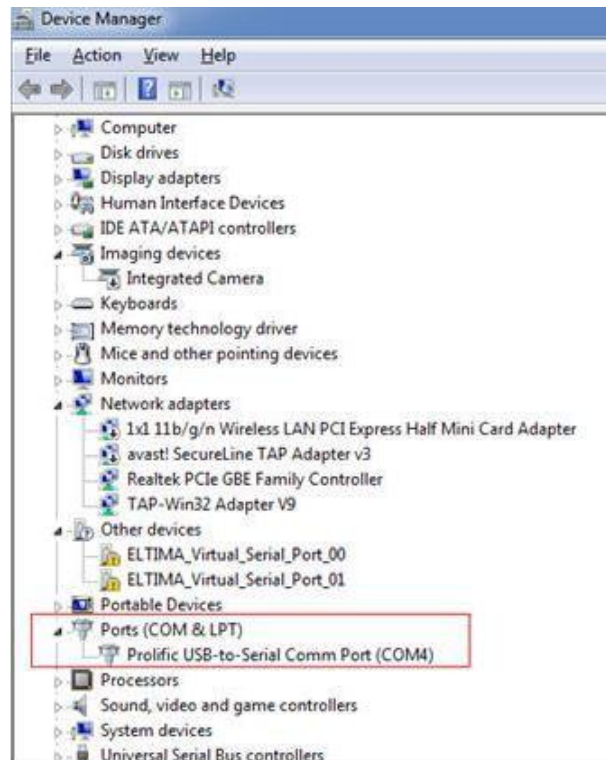 Device Manager
File Action View Help
Computer
Disk drives
Display adapters
Human Interface Devices
IDE ATA/ATAPI controllers
Imaging devices
Integrated Camera
Keyboards
Memory technology driver
Mice and other pointing devices
Monitors
Network adapters
1x1 11b/g/n Wireless LAN PCI Express Half Mini Card Adapter
avast! SecureLine TAP Adapter v3
Realtek PCIe GBE Family Controller
TAP-Win32 Adapter V9
Other devices
ELTIMA_Virtual_Serial_Port_00
ELTIMA_Virtual_Serial_Port_01
Portable Devices
Ports (COM & LPT)
Prolific USB-to-Serial Comm Port (COM4)
Processors
Sound, video and game controllers
System devices
Universal Serial Bus controllers